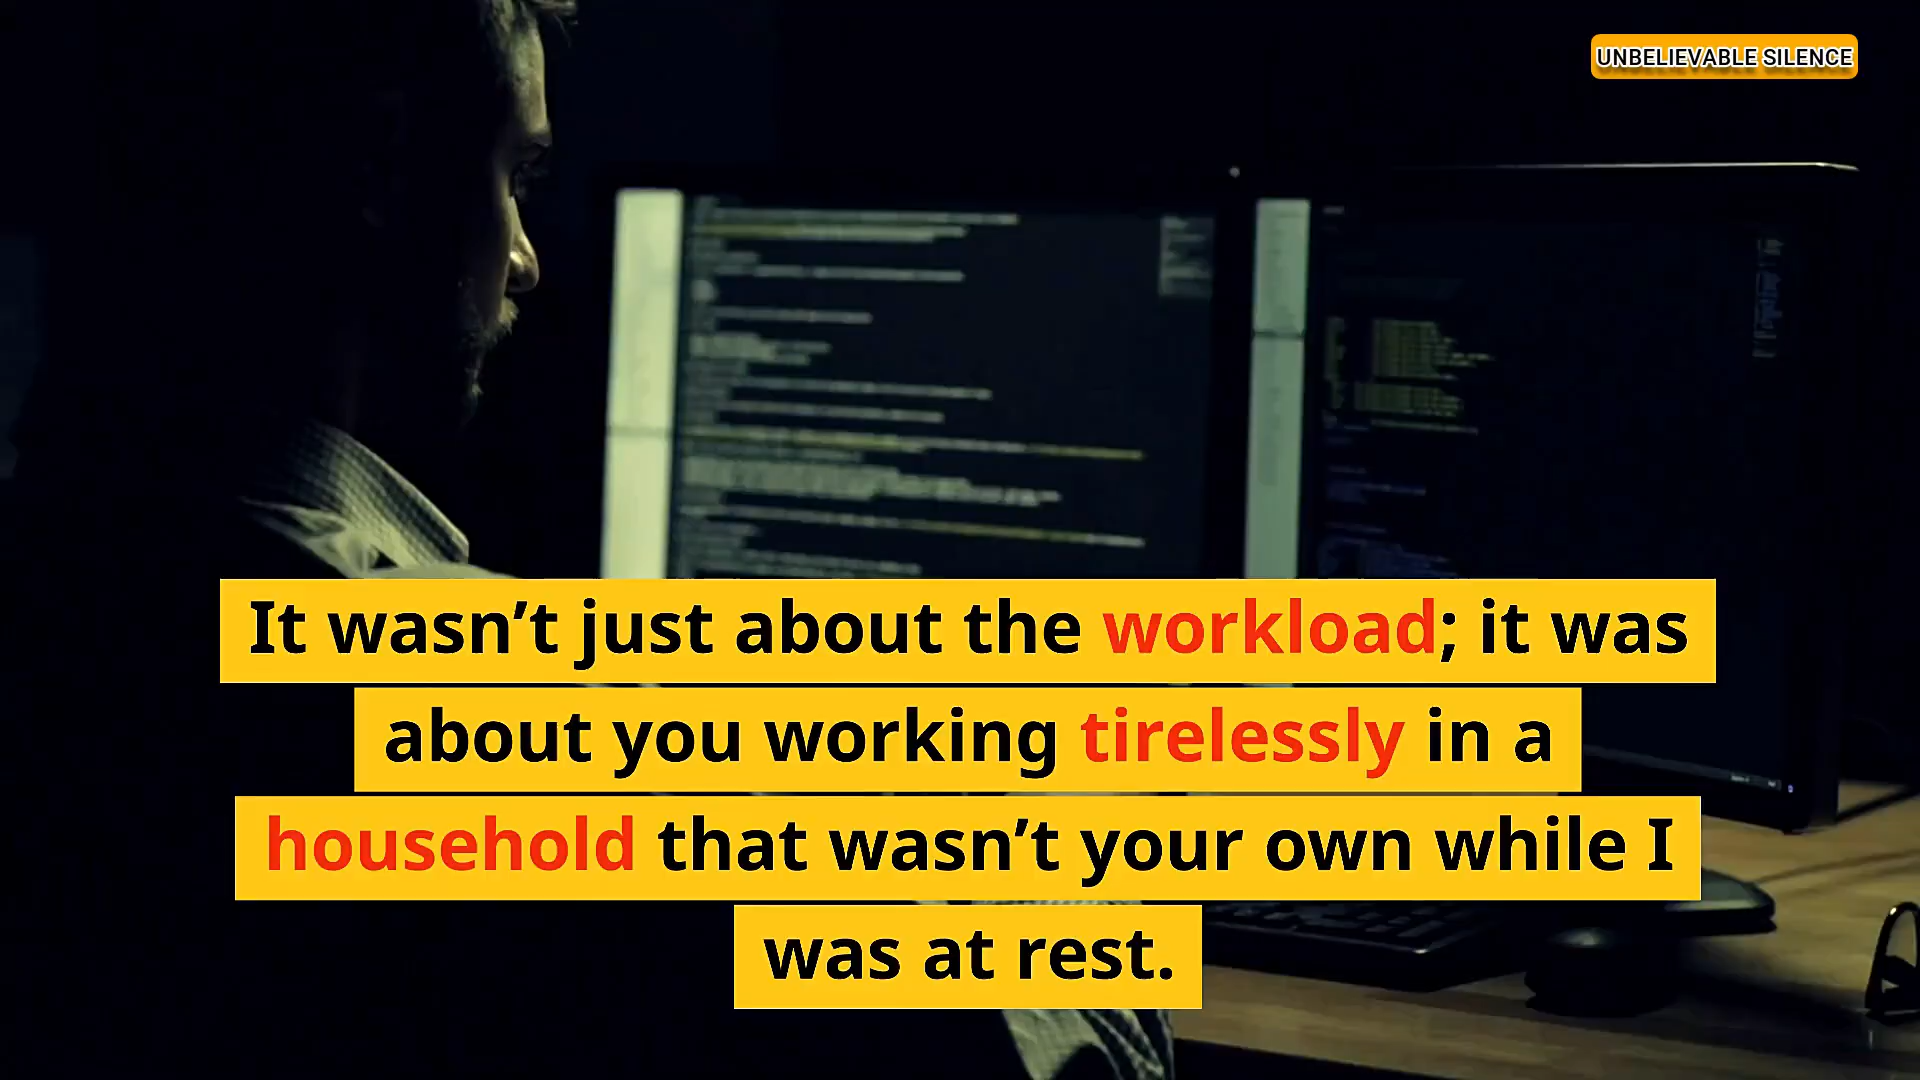 UNBELIEVABLE SILENCE
It wasn’t just about the workload; it was
about you working tirelessly in a
household that wasn’t your own while I
was at rest.